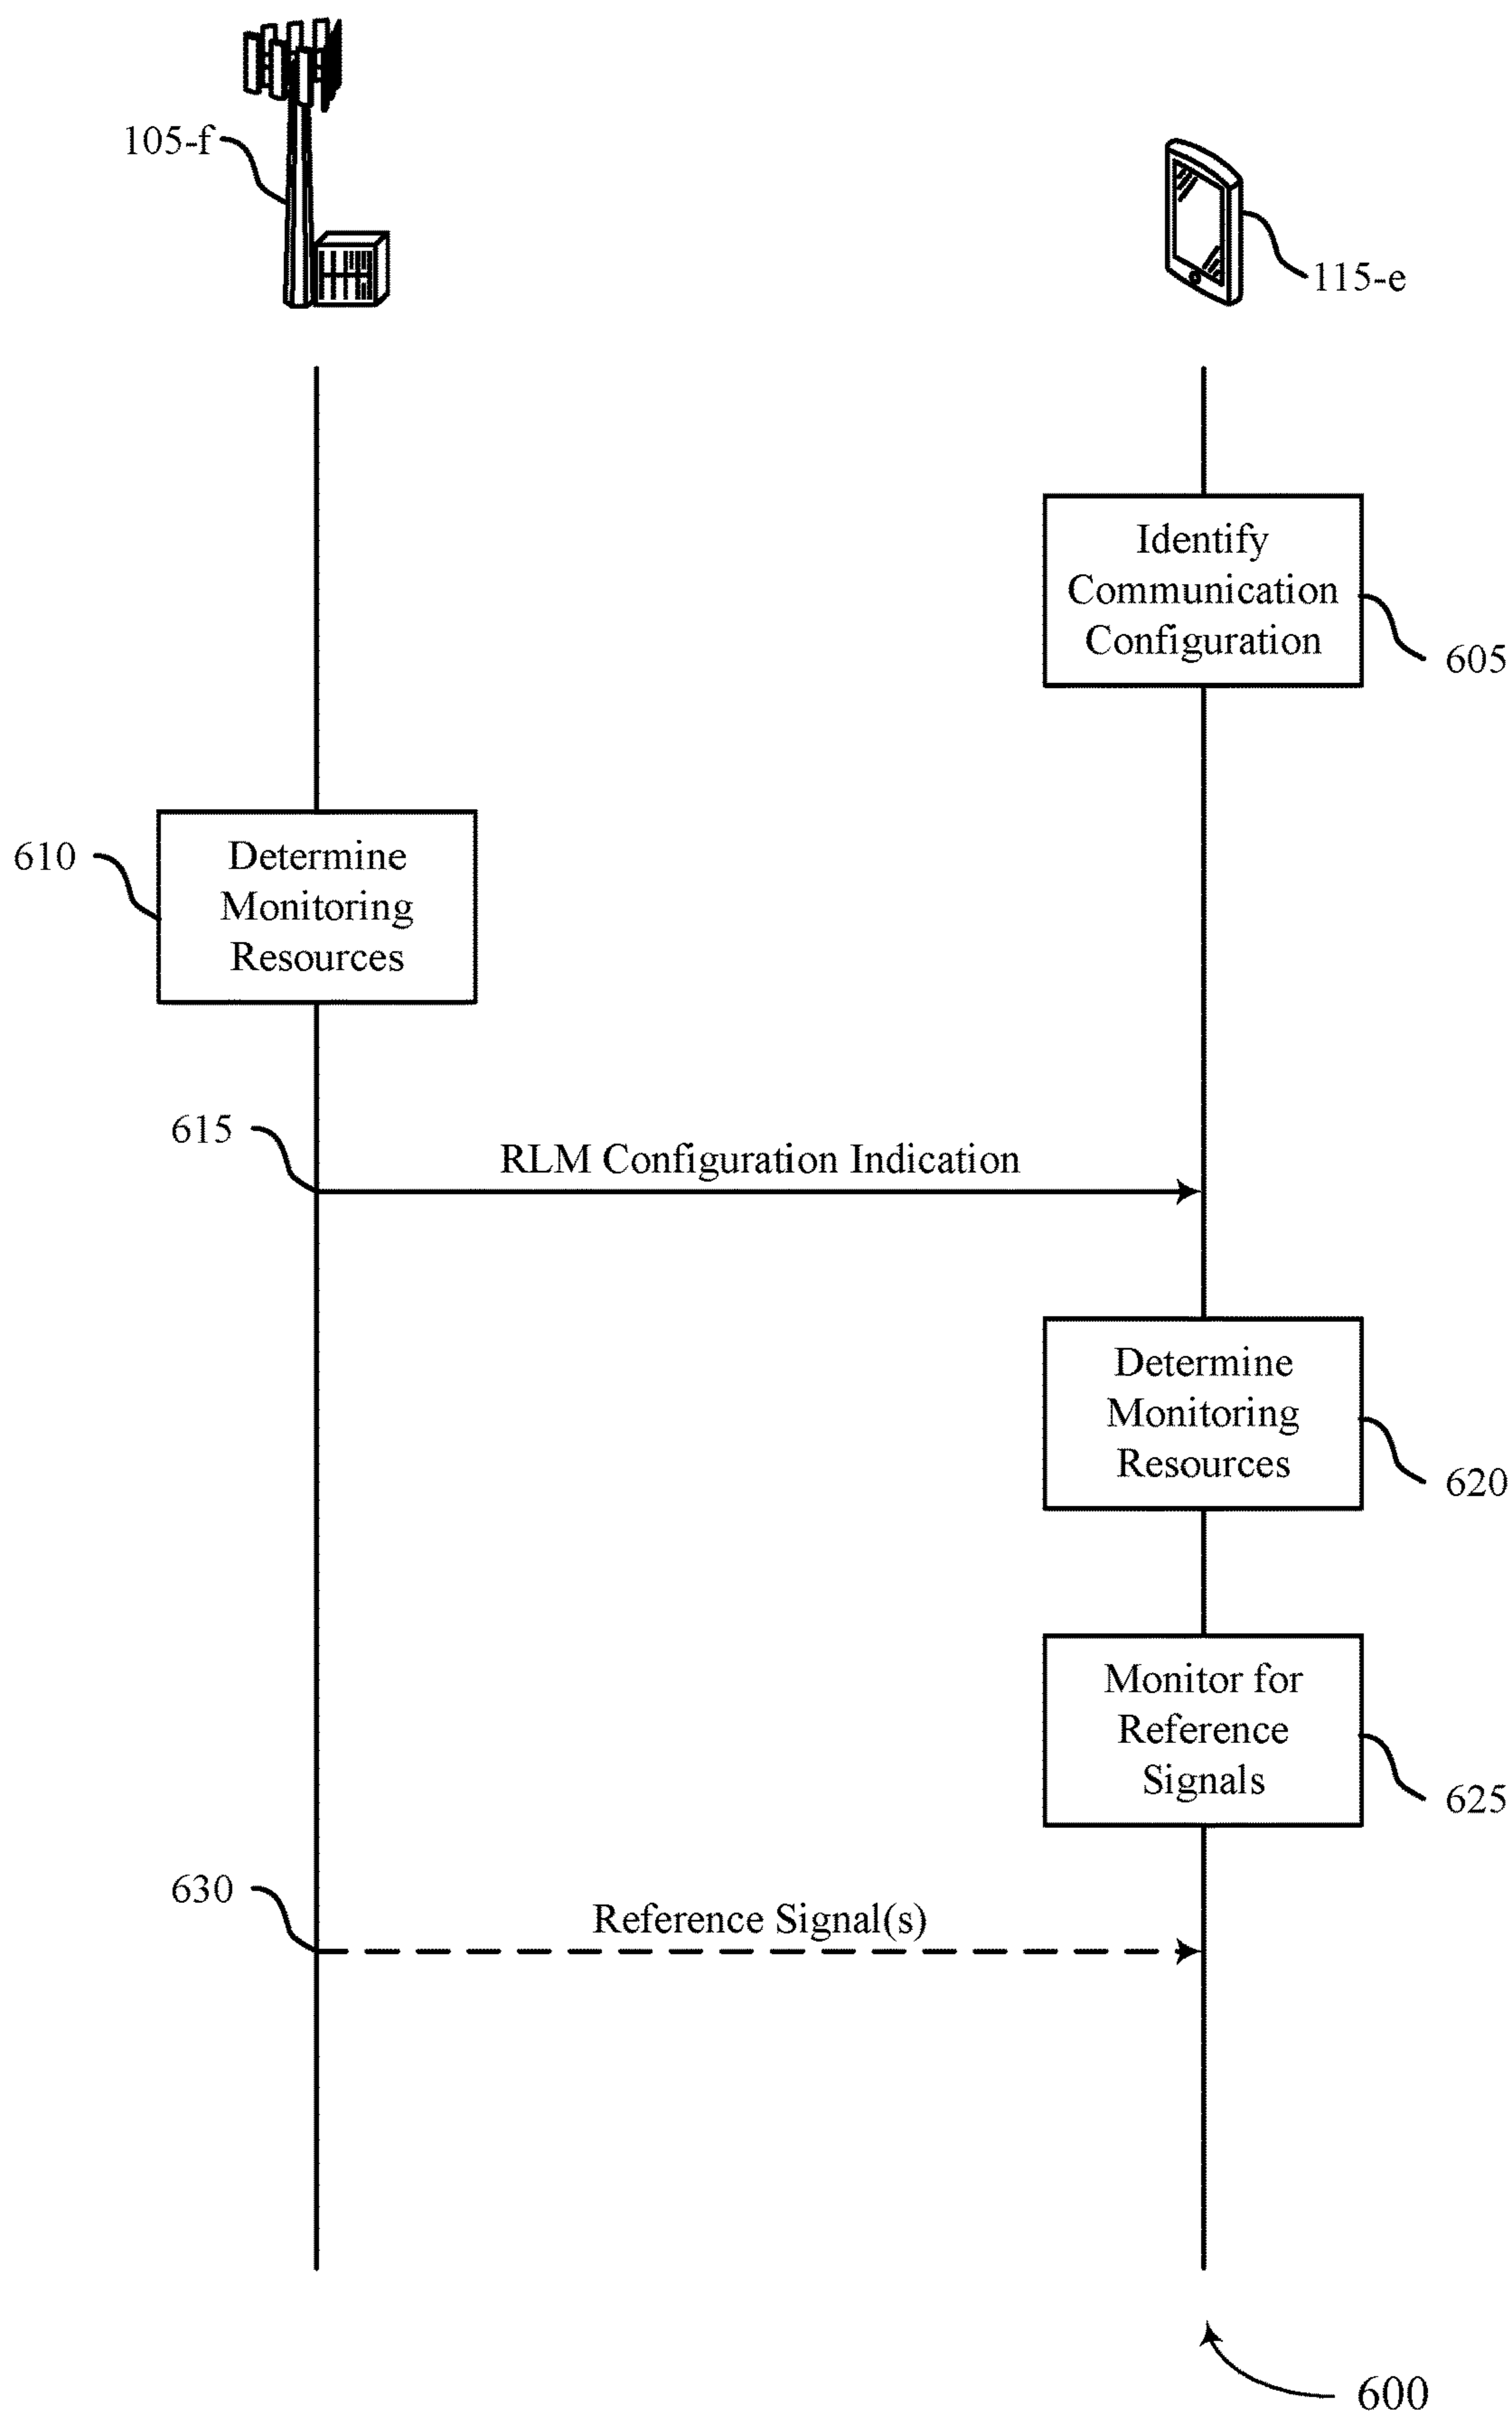 105-f
115-e
Identify
Communication
Configuration
605
610
Determine
Monitoring
Resources
615
RLM Configuration Indication
Determine
Monitoring
Resources
620
Monitor for
Reference
Signals
625
630
Reference Signal(s)
600